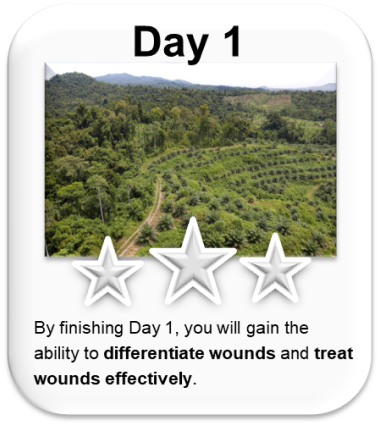 Day 1
By finishing Day 1, you will gain the
ability to differentiate wounds and treat
wounds effectively.